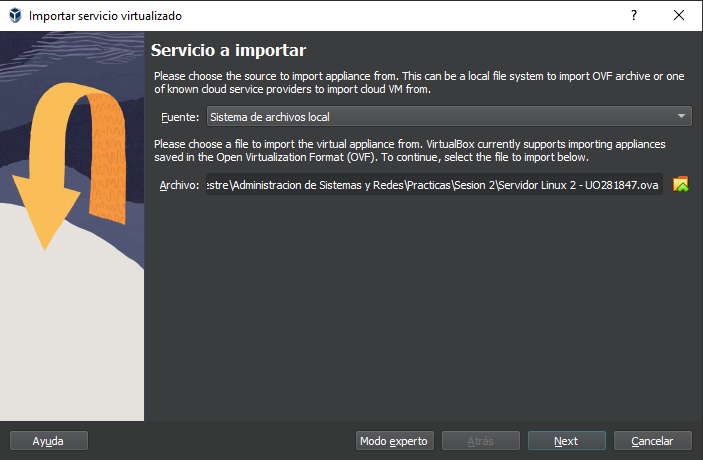 Importar servicio virtualizado
?
Servicio a importar
Please choose the source to import appliance from. This can be a local file system to import OVF archive or one
of known cloud service providers to import cloud VM from.
Fuente: Sistema de archivos local
Please choose a file to import the virtual appliance from. VirtualBox currently supports importing appliances
saved in the Open Virtualization Format (OVF). To continue, select the file to import below.
Archivo: estre\Administracion de Sistemas y Redes\Practicas\Sesion 2\Servidor Linux 2 - UO281847.ova
Ayuda Modo experto Atrás Next Cancelar